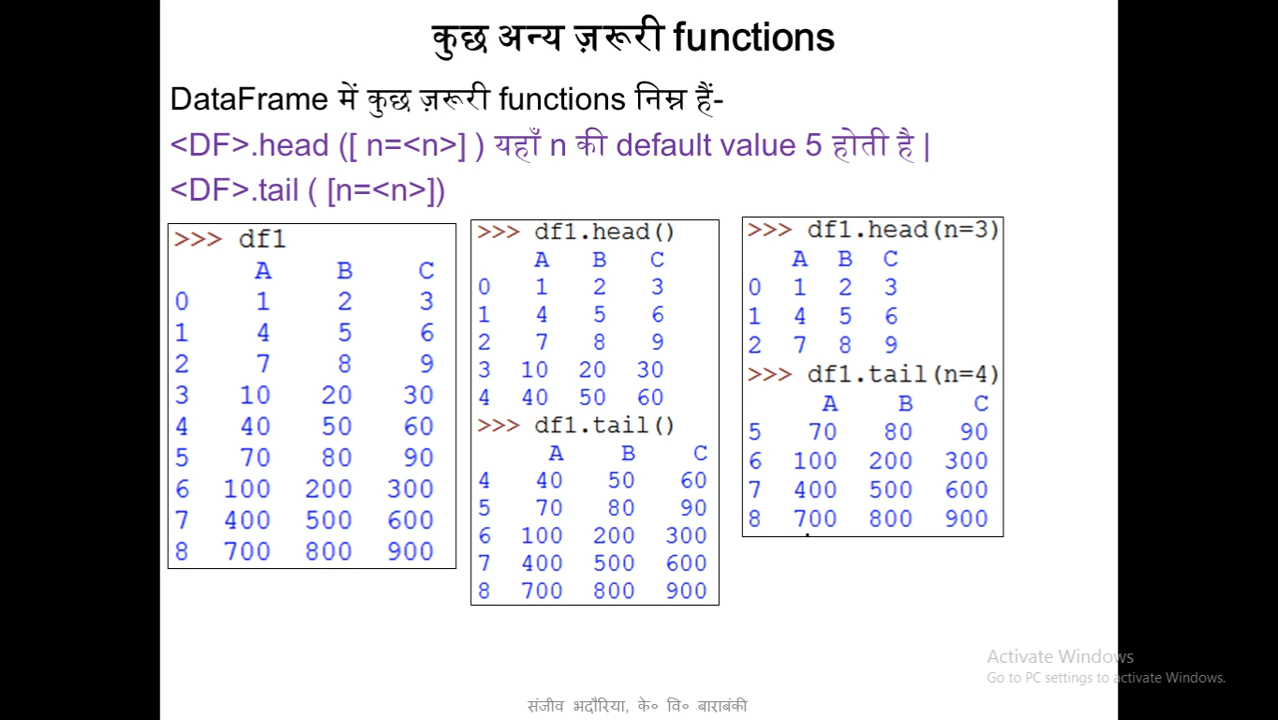 कुछ अन्य ज़रूरी functions
DataFrame में कुछ ज़रूरी functions निम्न हैं-
<DF>.head ([ n=<n>] ) यहाँ n की default value 5 होती है |
<DF>.tail ( [n=<n>])
>>> df1
A B C
0 1 2 3
1 4 5 6
2 7 8 9
3 10 20 30
4 40 50 60
5 70 80 90
6 100 200 300
7 400 500 600
8 700 800 900
>>> df1.head()
A B C
0 1 2 3
1 4 5 6
2 7 8 9
3 10 20 30
4 40 50 60
>>> df1.tail()
A B C
4 40 50 60
5 70 80 90
6 100 200 300
7 400 500 600
8 700 800 900
>>> df1.head(n=3)
A B C
0 1 2 3
1 4 5 6
2 7 8 9
>>> df1.tail(n=4)
A B C
5 70 80 90
6 100 200 300
7 400 500 600
8 700 800 900
Activate Windows
Go to PC settings to activate Windows.
संजीव भदौरिया, के० वि० बाराबंकी